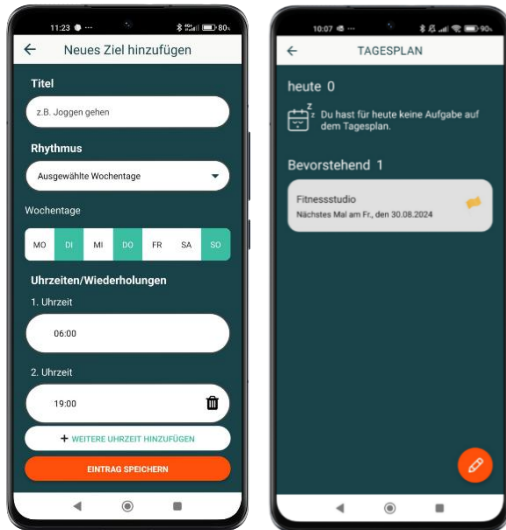 11:23
80
Neues Ziel hinzufügen
Titel
z.B. Joggen gehen
Rhythmus
Ausgewählte Wochentage
Wochentage
MO DI MI DO FR SA SO
Uhrzeiten/Wiederholungen
1. Uhrzeit
06:00
2. Uhrzeit
19:00
+ WEITERE UHRZEIT HINZUFÜGEN
EINTRAG SPEICHERN
10:07
90
TAGESPLAN
heute 0
z z
Du hast für heute keine Aufgabe auf
dem Tagesplan.
Bevorstehend 1
Fitnessstudio
Nächstes Mal am Fr., den 30.08.2024